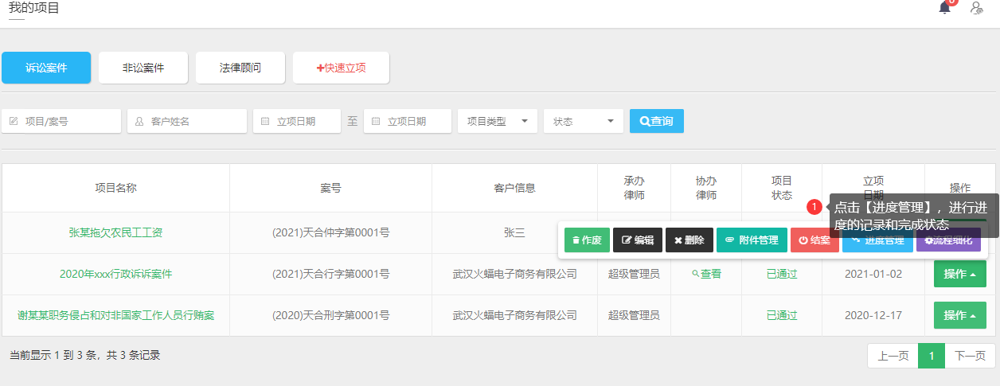 我的项目
0
诉讼案件 非讼案件 法律顾问 快速立项
项目/案号 客户姓名 立项日期 至 立项日期 项目类型 状态 查询
项目名称 案号 客户信息 承办律师 协办律师 项目状态 立项日期 操作
1
点击【进度管理】，进行进
度的记录和完成状态
张某拖欠农民工工资 (2021)天合仲字第0001号 张三
作废 编辑 删除 附件管理 结案 进度管理 流程细化
2020年xxx行政诉诉案件 (2021)天合行字第0001号 武汉火蝠电子商务有限公司 超级管理员 查看 已通过 2021-01-02 操作
谢某某职务侵占和对非国家工作人员行贿案 (2020)天合刑字第0001号 武汉火蝠电子商务有限公司 超级管理员 已通过 2020-12-17 操作
当前显示 1 到 3 条，共 3 条记录
上一页 1 下一页